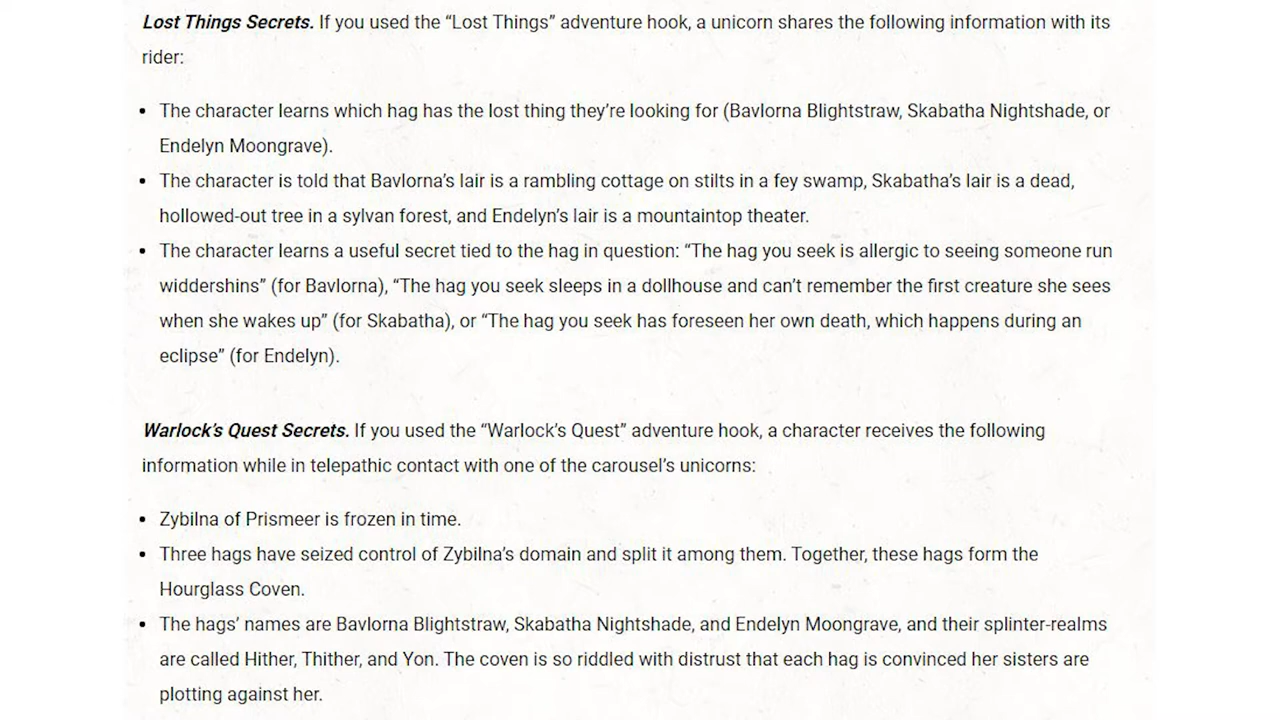 Lost Things Secrets. If you used the “Lost Things” adventure hook, a unicorn shares the following information with its
rider:
• The character learns which hag has the lost thing they’re looking for (Bavlorna Blightstraw, Skabatha Nightshade, or
Endelyn Moongrave).
• The character is told that Bavlorna’s lair is a rambling cottage on stilts in a fey swamp, Skabatha’s lair is a dead,
hollowed-out tree in a sylvan forest, and Endelyn’s lair is a mountaintop theater.
• The character learns a useful secret tied to the hag in question: “The hag you seek is allergic to seeing someone run
widdershins” (for Bavlorna), “The hag you seek sleeps in a dollhouse and can’t remember the first creature she sees
when she wakes up” (for Skabatha), or “The hag you seek has foreseen her own death, which happens during an
eclipse” (for Endelyn).
Warlock’s Quest Secrets. If you used the “Warlock’s Quest” adventure hook, a character receives the following
information while in telepathic contact with one of the carousel’s unicorns:
• Zybilna of Prismeer is frozen in time.
• Three hags have seized control of Zybilna’s domain and split it among them. Together, these hags form the
Hourglass Coven.
• The hags’ names are Bavlorna Blightstraw, Skabatha Nightshade, and Endelyn Moongrave, and their splinter-realms
are called Hither, Thither, and Yon. The coven is so riddled with distrust that each hag is convinced her sisters are
plotting against her.